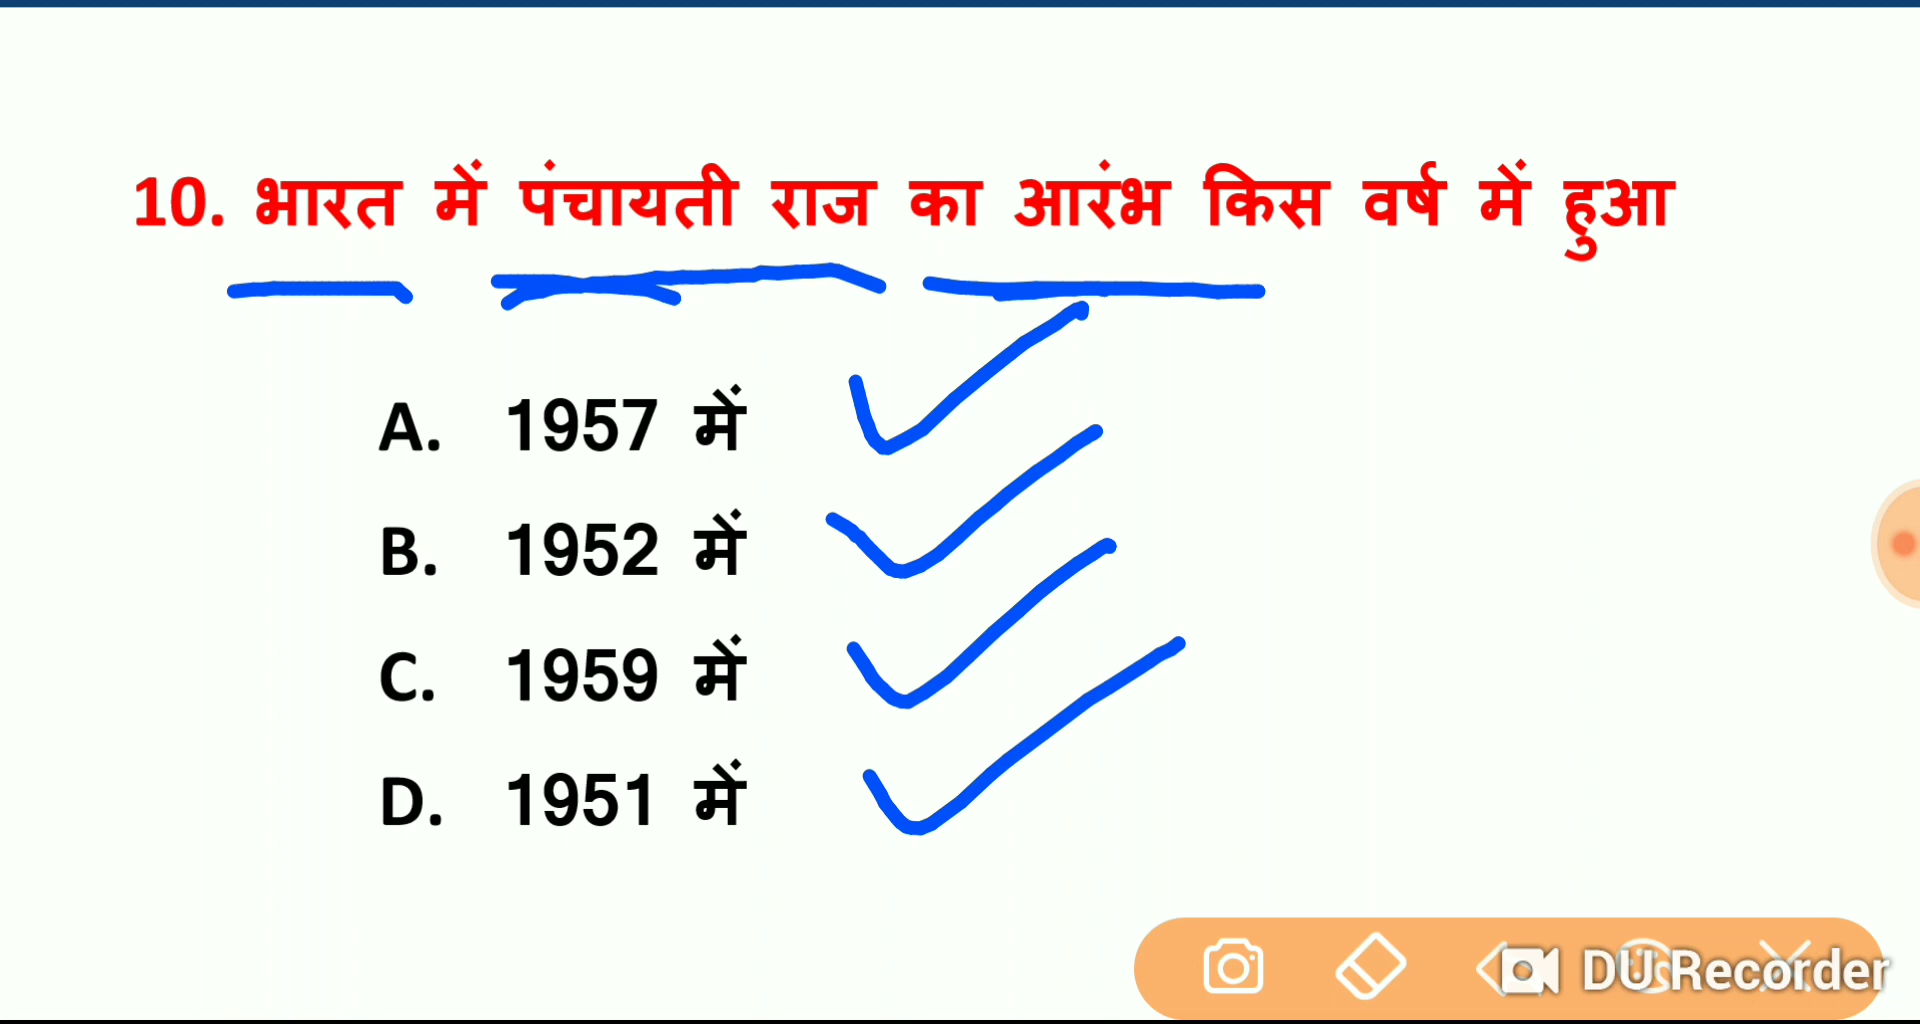 10. भारत में पंचायती राज का आरंभ किस वर्ष में हुआ
A. 1957 में
B. 1952 में
C. 1959 में
D. 1951 में
DU Recorder